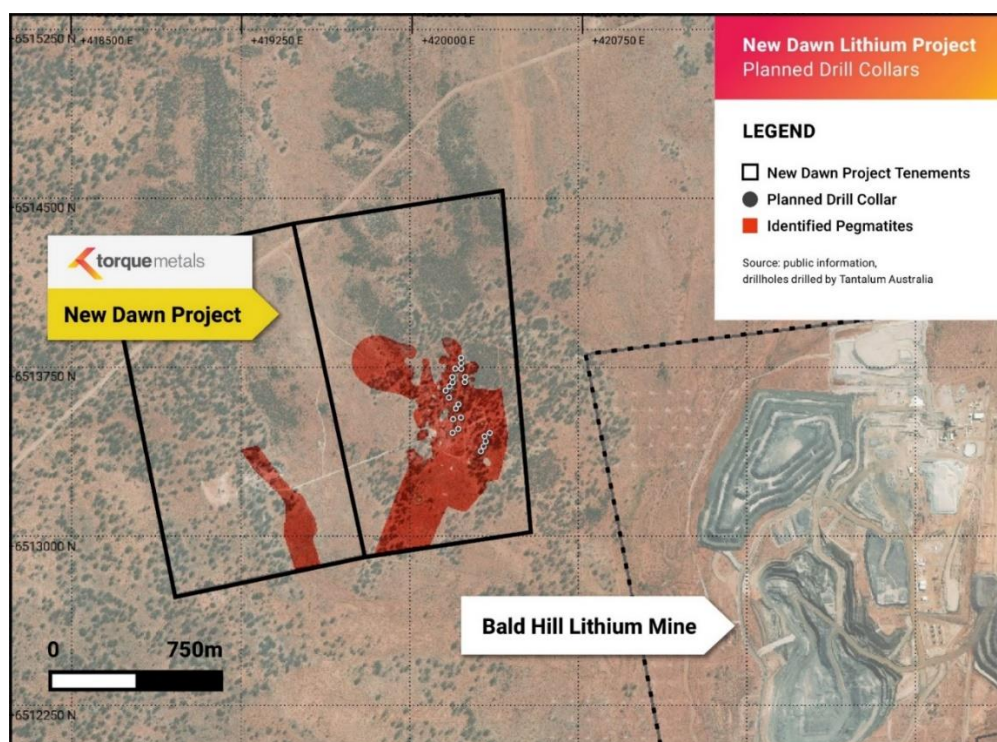 6515250 N
+418500 E
+419250 E
+420000 E
+420750 E
New Dawn Lithium Project
Planned Drill Collars
LEGEND
New Dawn Project Tenements
Planned Drill Collar
Identified Pegmatites
Source: public information,
drillholes drilled by Tantalum Australia
6514500 N
torquemetals
New Dawn Project
6513750 N
6513000 N
Bald Hill Lithium Mine
0 750m
6512250 N